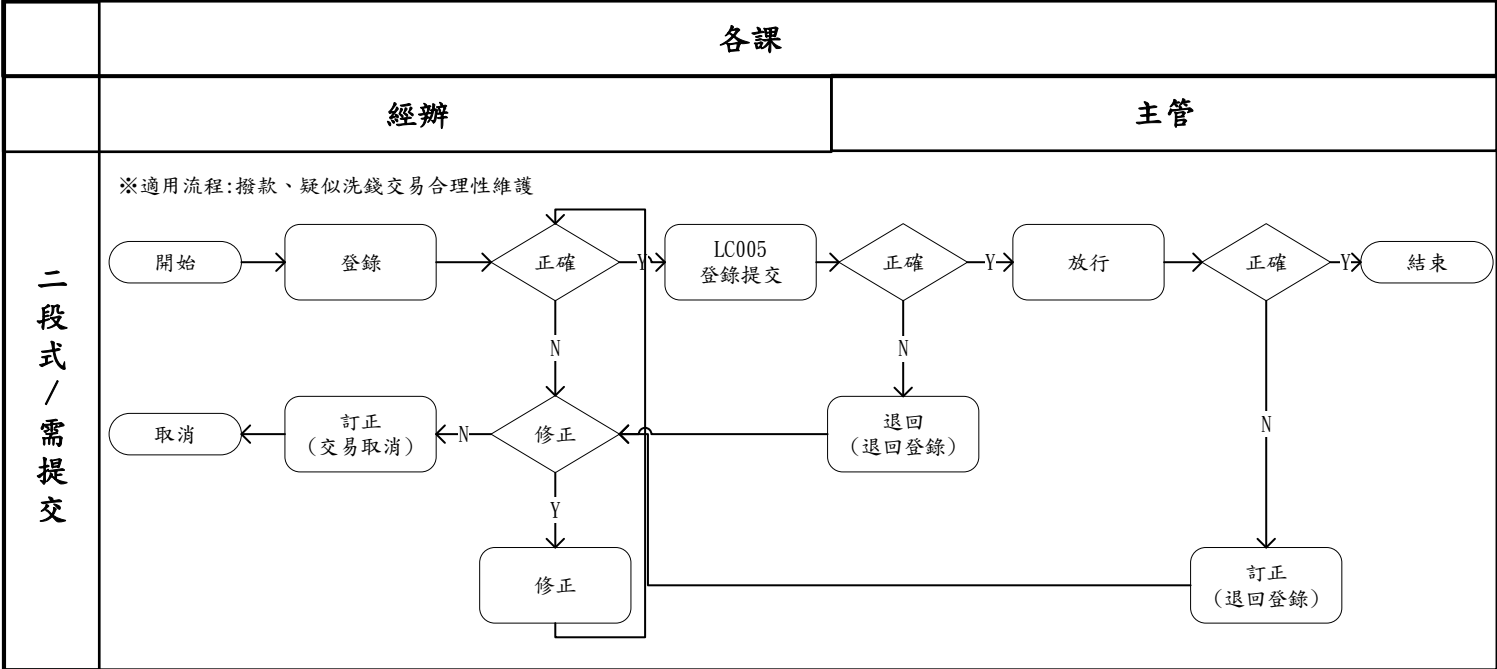 各課
經辦
主管
二段式/需提交
※適用流程:撥款、疑似洗錢交易合理性維護
開始
登錄
正確
Y
LC005
登錄提交
正確
Y
放行
正確
Y
結束
N
N
N
取消
訂正
(交易取消)
N
修正
退回
(退回登錄)
Y
修正
訂正
(退回登錄)